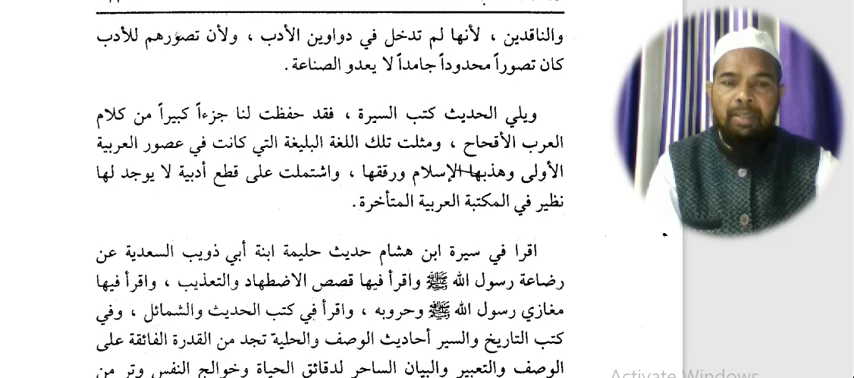 والناقدين ، لأنها لم تدخل في دواوين الأدب ، ولأن تصورهم للأدب
كان تصوراً محدوداً جامداً لا يعدو الصناعة .
ويلي الحديث كتب السيرة ، فقد حفظت لنا جزءاً كبيراً من كلام
العرب الأقحاح ، ومثلت تلك اللغة البليغة التي كانت في عصور العربية
الأولى وهذبها الإسلام ورققها ، واشتملت على قطع أدبية لا يوجد لها
نظير في المكتبة العربية المتأخرة .
اقرا في سيرة ابن هشام حديث حليمة ابنة أبي ذويب السعدية عن
رضاعة رسول الله ﷺ واقرأ فيها قصص الاضطهاد والتعذيب ، واقرأ فيها
مغازي رسول الله ﷺ وحروبه ، واقرأ في كتب الحديث والشمائل ، وفي
كتب التاريخ والسير أحاديث الوصف والحلية تجد من القدرة الفائقة على
الوصف والتعبير والبيان الساحر لدقائق الحياة وخوالج النفس وتر من
Activate Windows